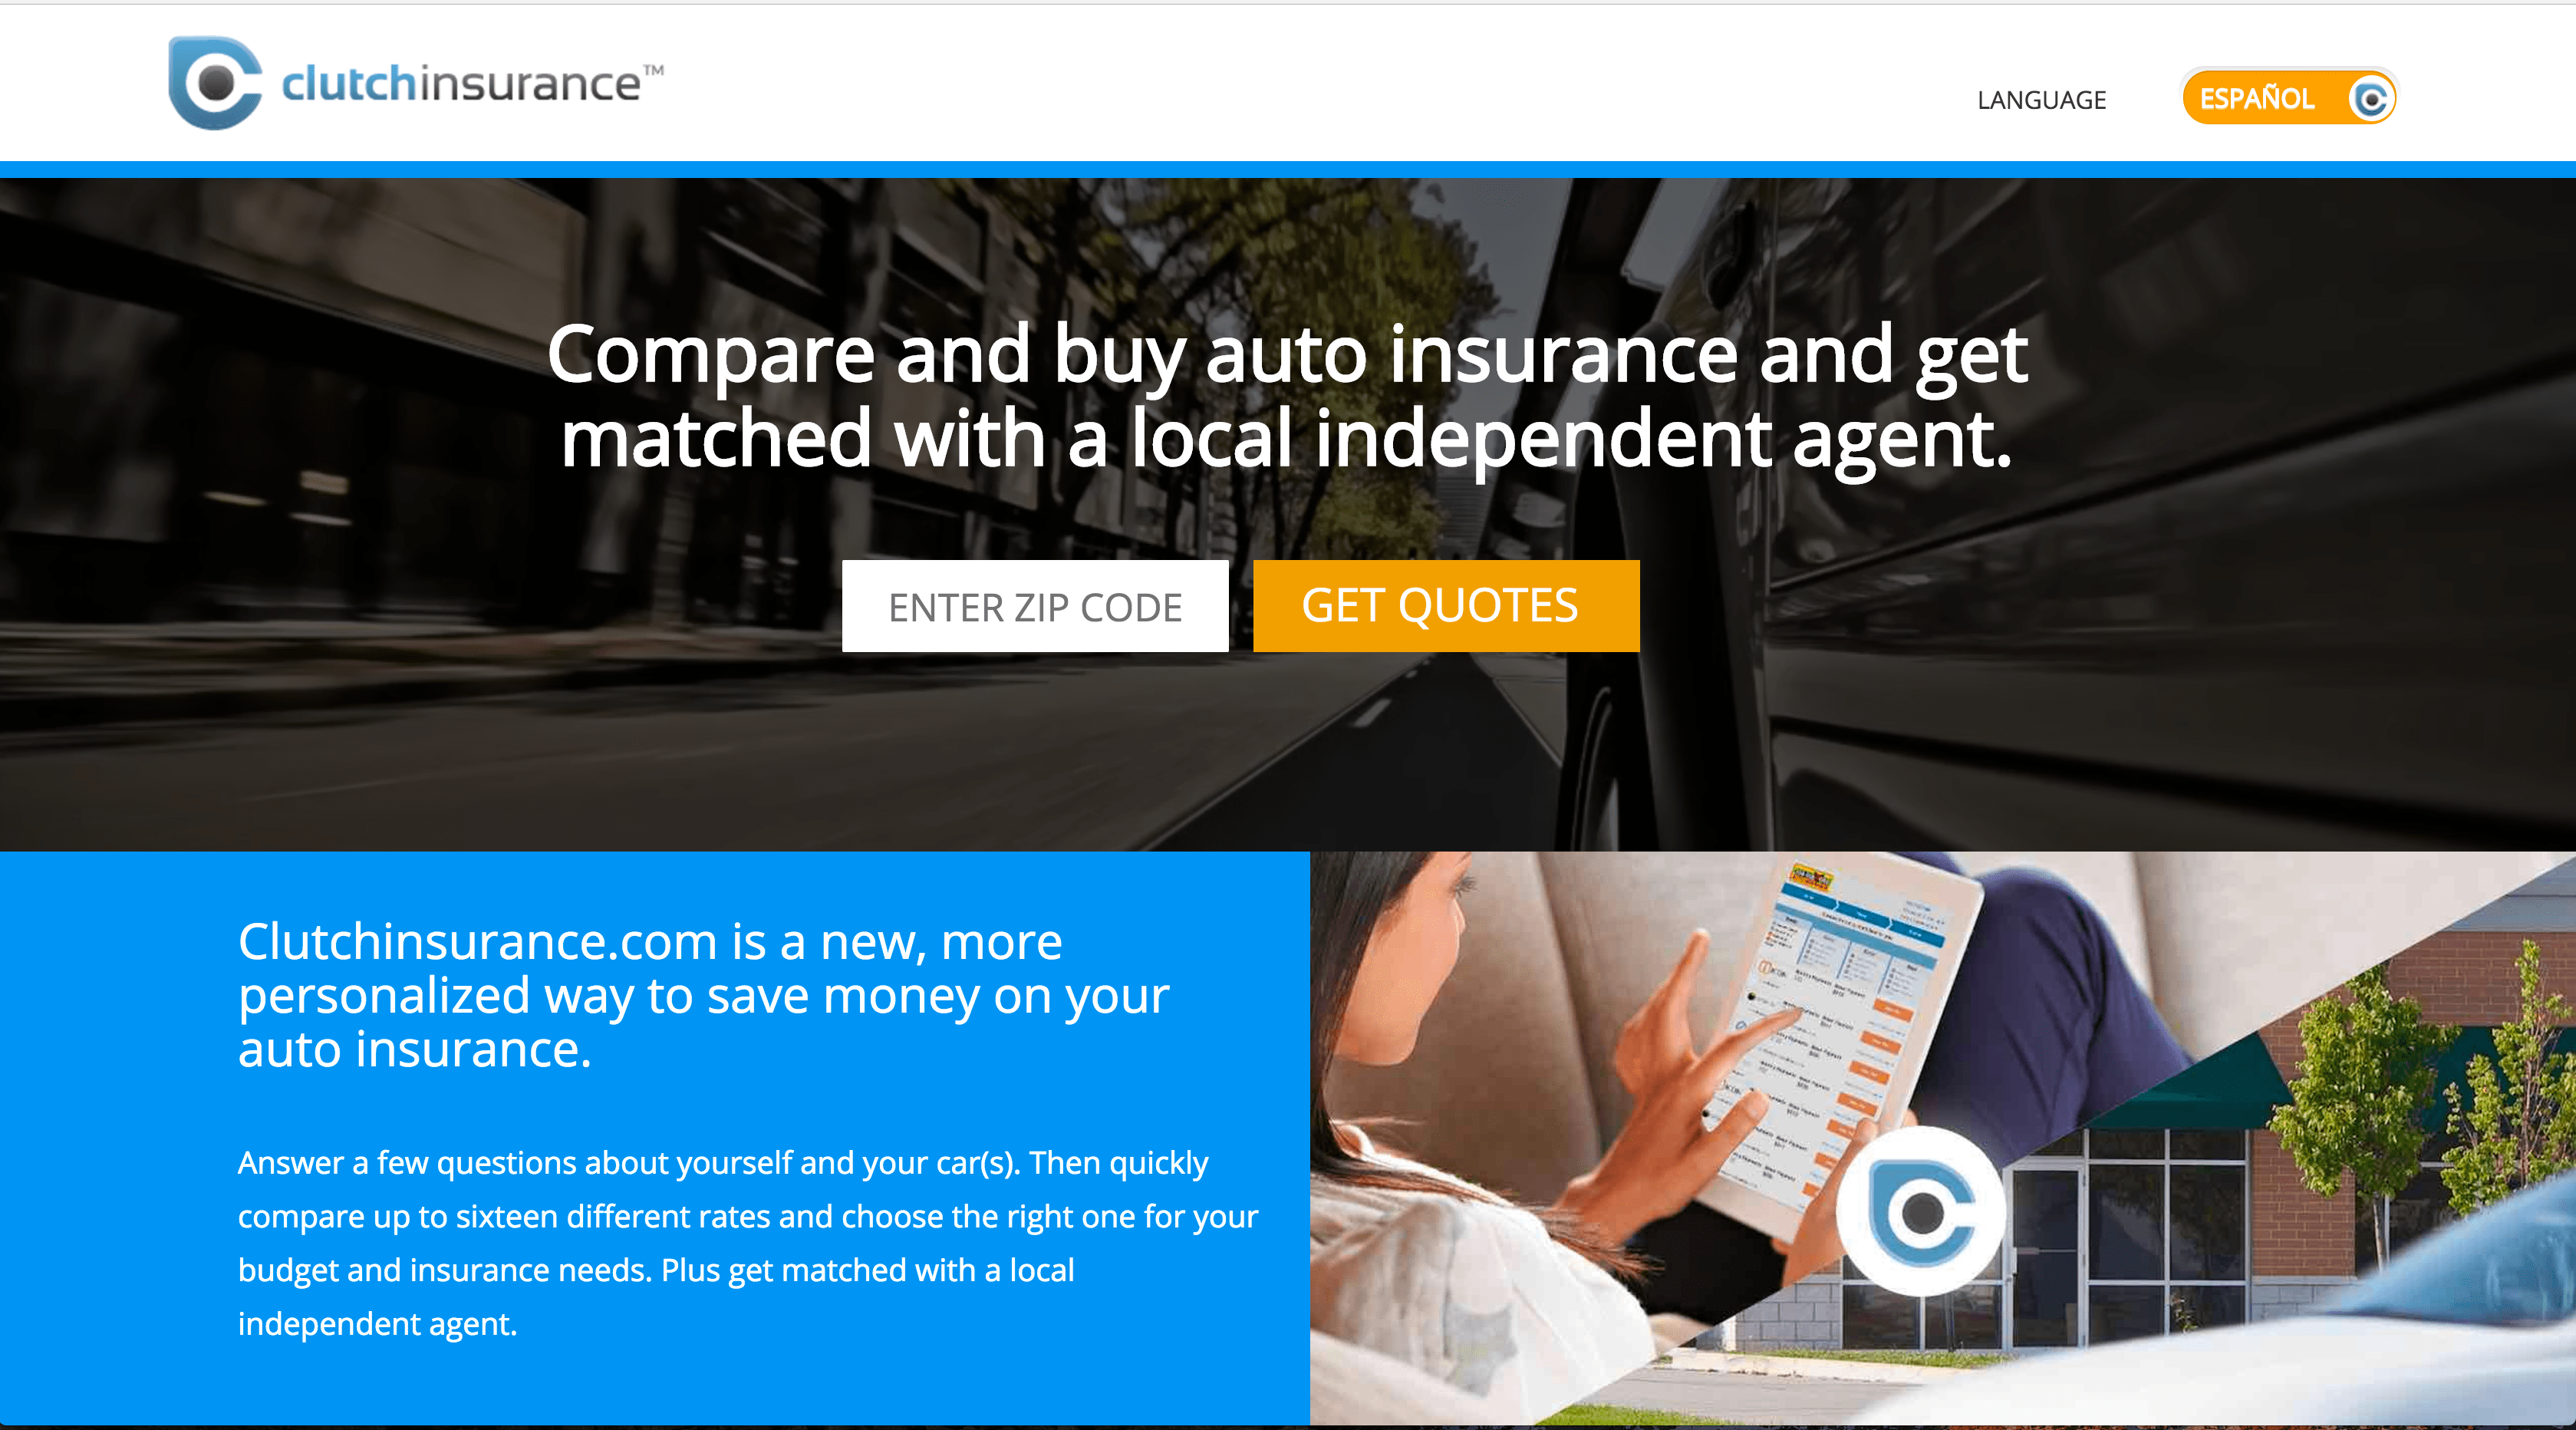 clutchinsurance™
LANGUAGE
ESPAÑOL
Compare and buy auto insurance and get
matched with a local independent agent.
ENTER ZIP CODE
GET QUOTES
Clutchinsurance.com is a new, more
personalized way to save money on your
auto insurance.
Answer a few questions about yourself and your car(s). Then quickly
compare up to sixteen different rates and choose the right one for your
budget and insurance needs. Plus get matched with a local
independent agent.